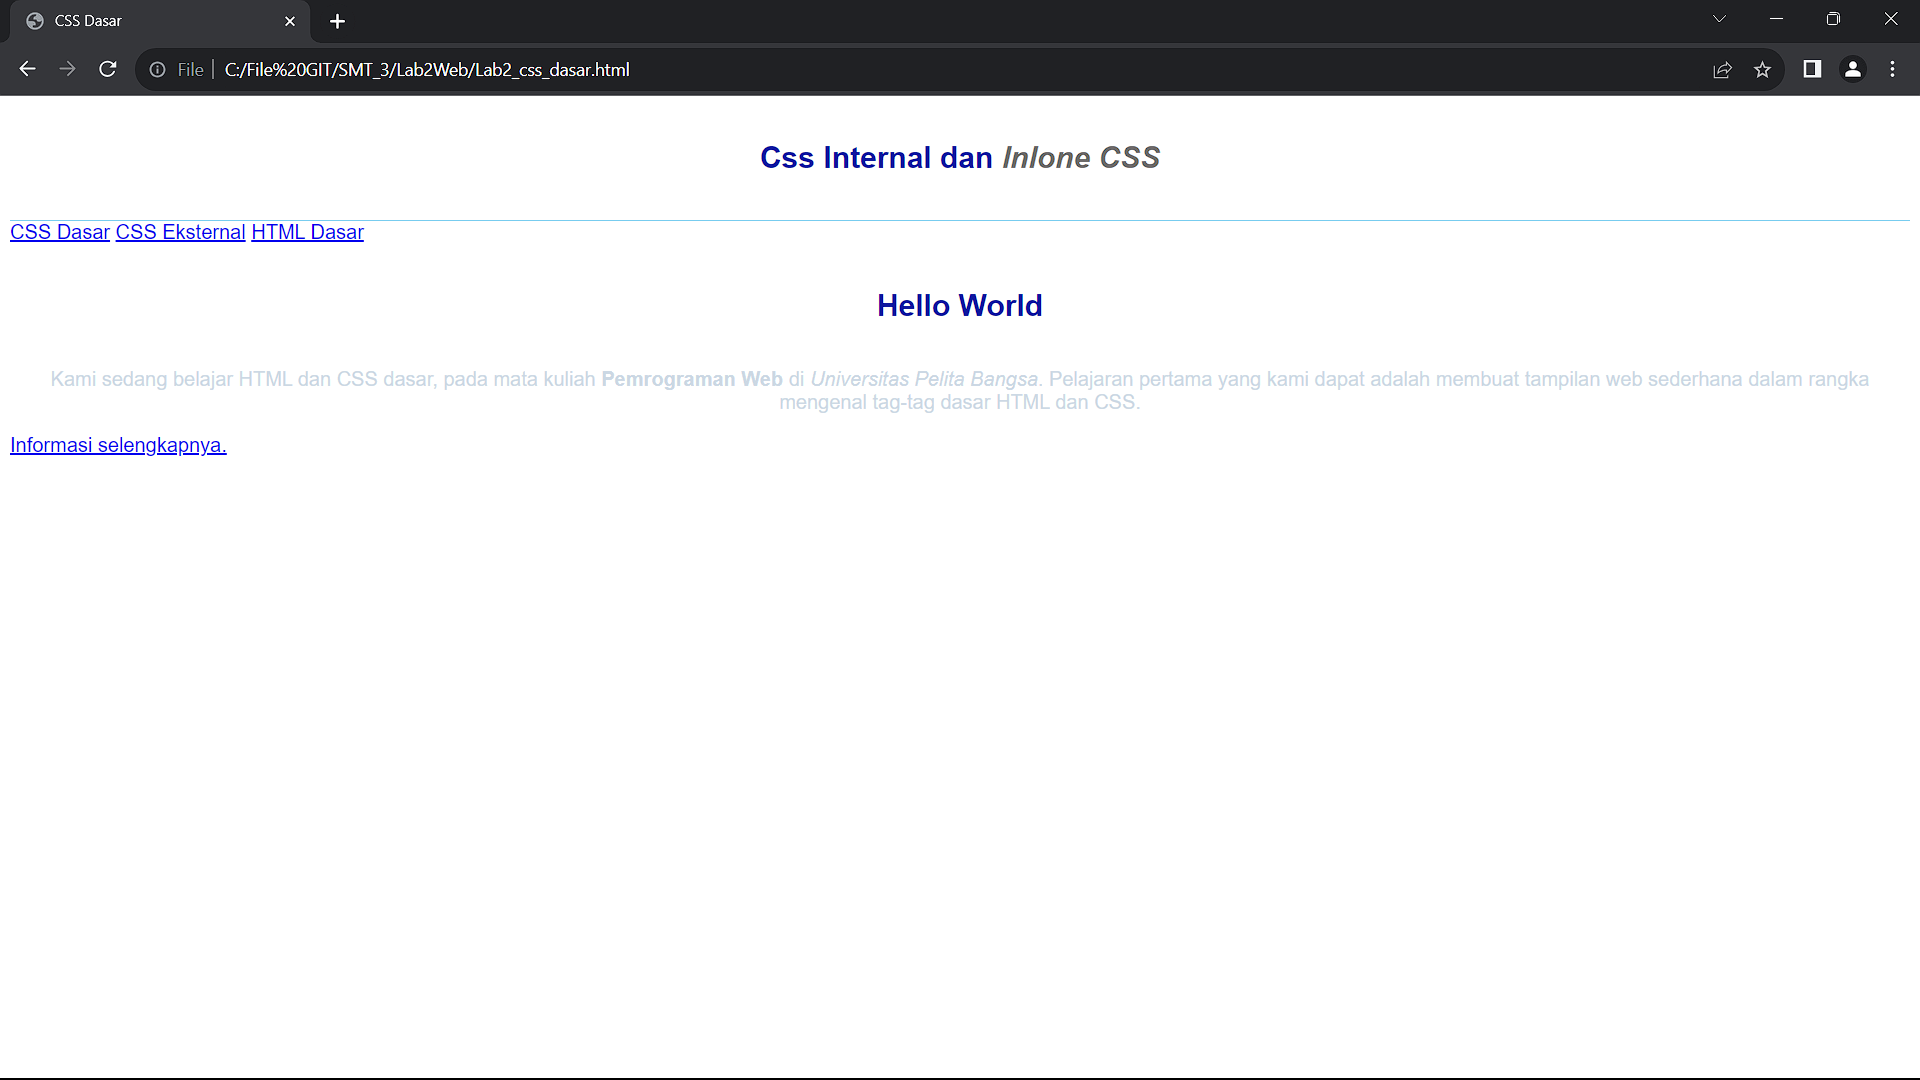 CSS Dasar
File
C:/File%20GIT/SMT_3/Lab2Web/Lab2_css_dasar.html
Css Internal dan Inlone CSS
CSS Dasar CSS Eksternal HTML Dasar
Hello World
Kami sedang belajar HTML dan CSS dasar, pada mata kuliah Pemrograman Web di Universitas Pelita Bangsa. Pelajaran pertama yang kami dapat adalah membuat tampilan web sederhana dalam rangka
mengenal tag-tag dasar HTML dan CSS.
Informasi selengkapnya.